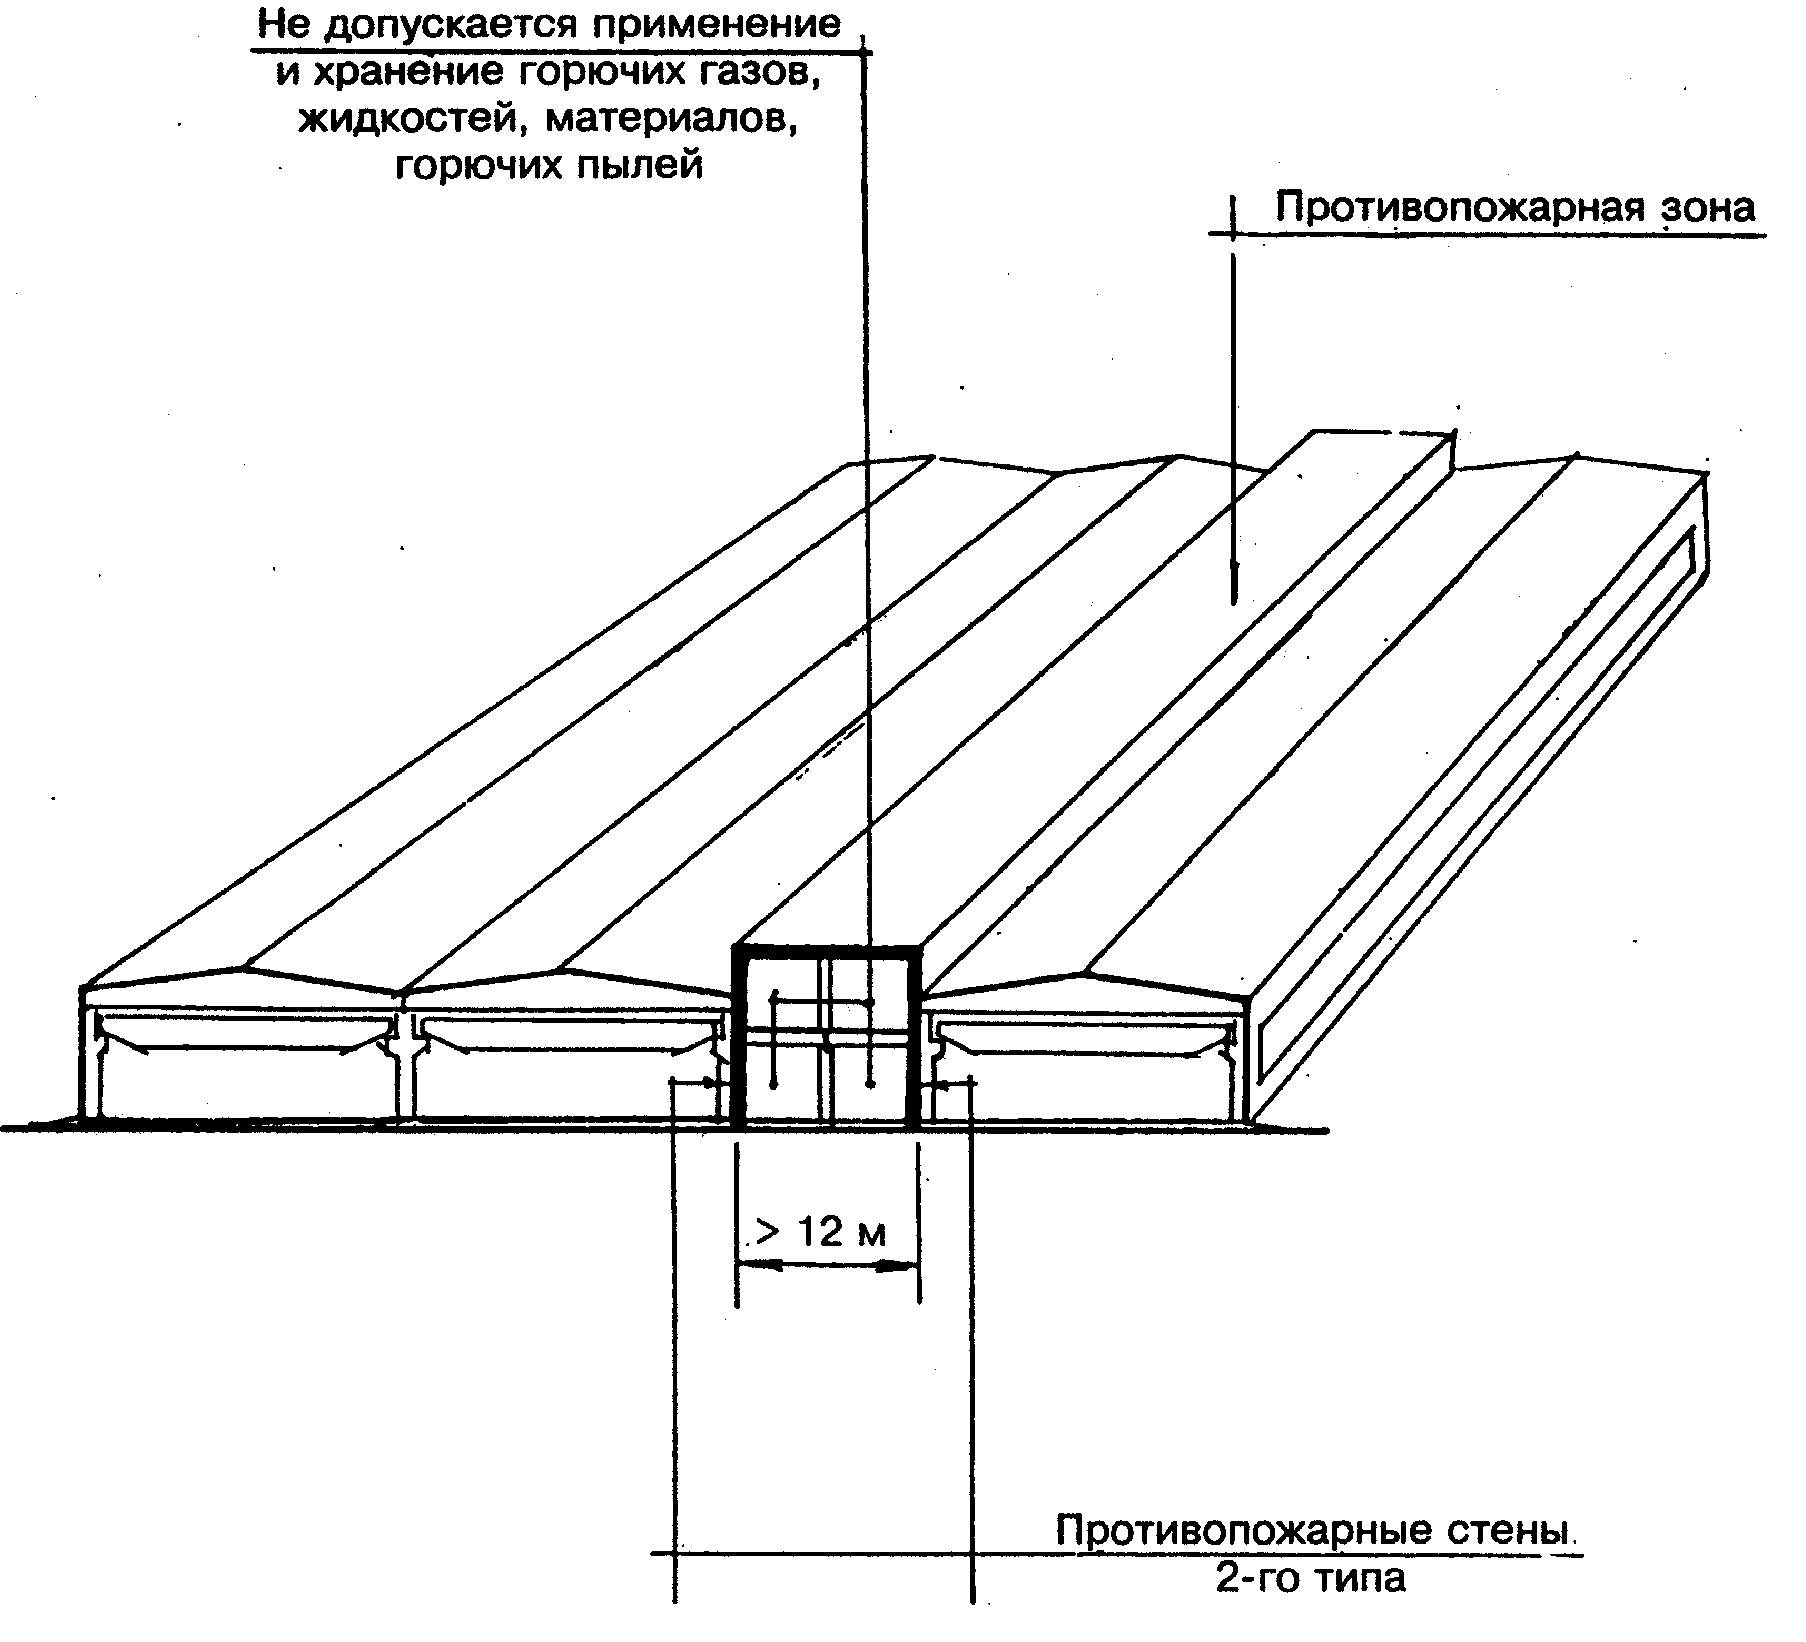 Не допускается применение
и хранение горючих газов,
жидкостей, материалов,
горючих пылей
Противопожарная зона
> 12 м
Противопожарные стены
2-го типа